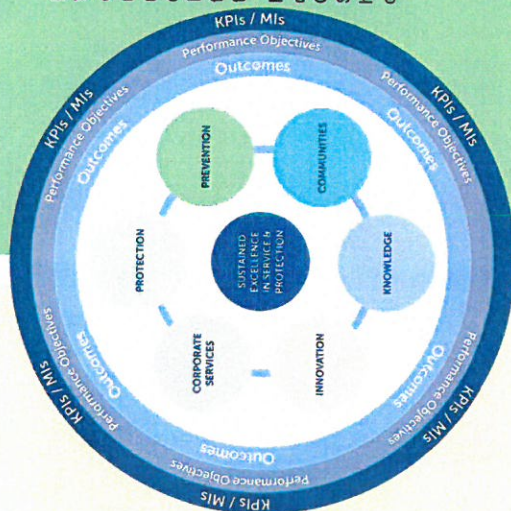 KPIs / MIs
Performance Objectives
Outcomes
KPIs / MIs
Performance Objectives
Outcomes
KPIs / MIs
Performance Objectives
Outcomes
KPIs / MIs
Performance Objectives
Outcomes
KPIs / MIs
Performance Objectives
Outcomes
KPIs / MIs
Performance Objectives
Outcomes
PREVENTION
COMMUNITIES
KNOWLEDGE
INNOVATION
CORPORATE
SERVICES
PROTECTION
SUSTAINED
EXCELLENCE
IN SERVICE &
PROTECTION